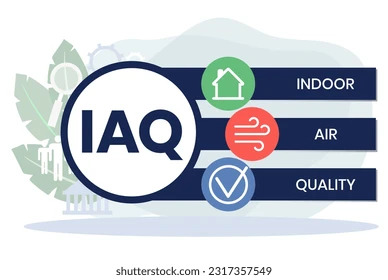 IAQ
INDOOR
AIR
QUALITY
shutterstock.com · 2317357549